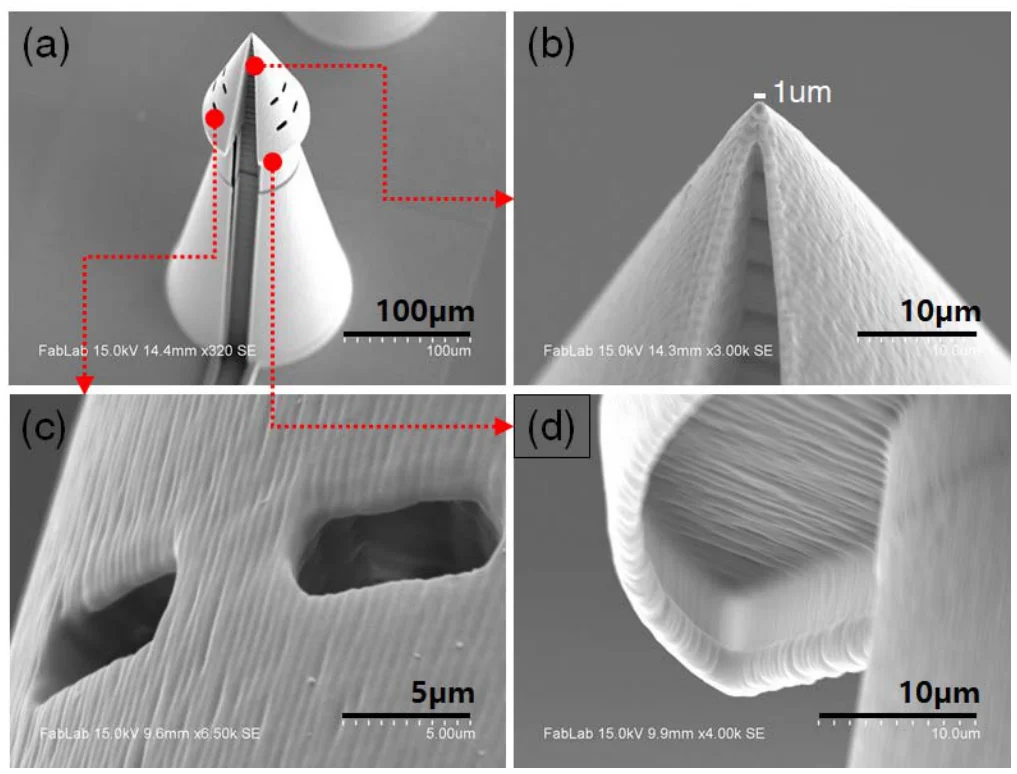 (a)
100μm
FabLab 15.0kV 14.4mm x320 SE
100um
(b)
1um
10μm
FabLab 15.0kV 14.3mm x3.00k SE
10.0um
(c)
5μm
FabLab 15.0kV 9.6mm x6.50k SE
5.00um
(d)
10μm
FabLab 15.0kV 9.9mm x4.00k SE
10.0um